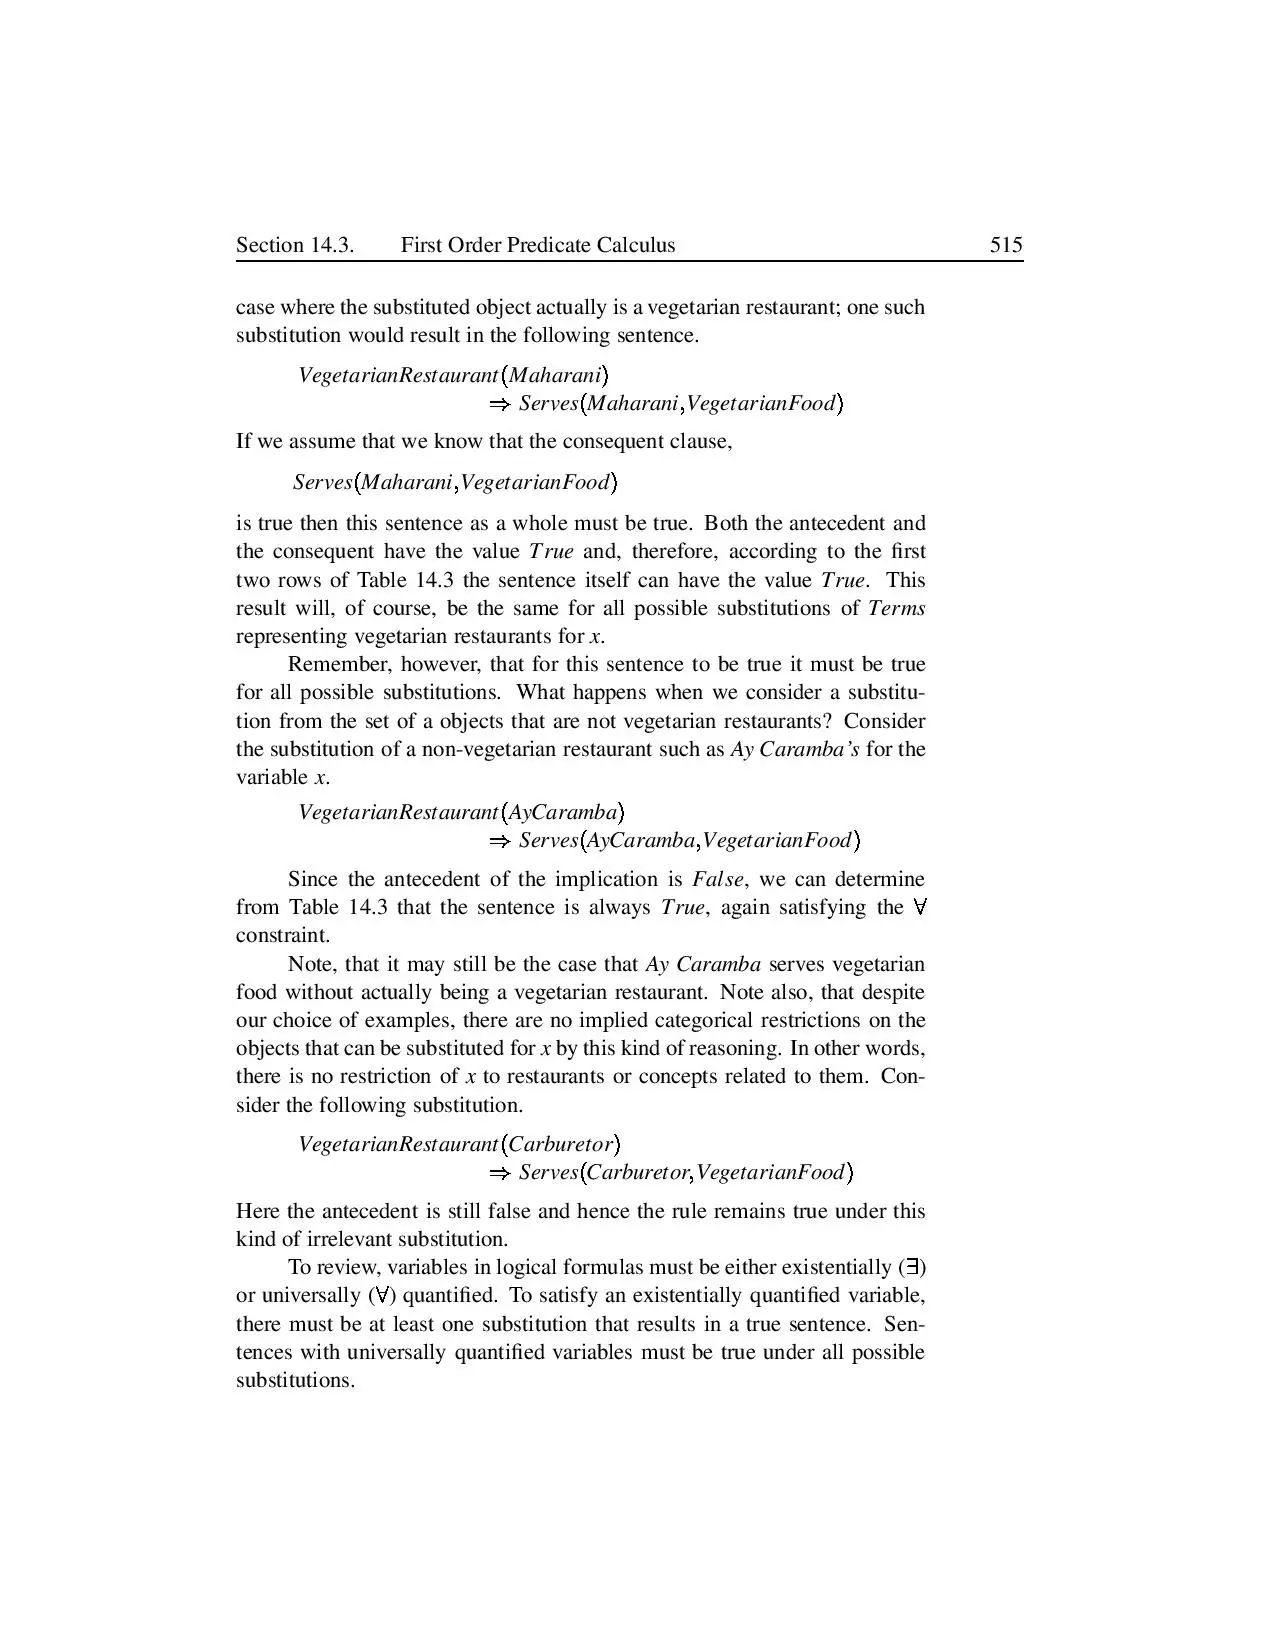 Section 14.3. First Order Predicate Calculus 515
case where the substituted object actually is a vegetarian restaurant; one such
substitution would result in the following sentence.
VegetarianRestaurant(Maharani)
⇒ Serves(Maharani,VegetarianFood)
If we assume that we know that the consequent clause,
Serves(Maharani,VegetarianFood)
is true then this sentence as a whole must be true. Both the antecedent and
the consequent have the value True and, therefore, according to the first
two rows of Table 14.3 the sentence itself can have the value True. This
result will, of course, be the same for all possible substitutions of Terms
representing vegetarian restaurants for x.
Remember, however, that for this sentence to be true it must be true
for all possible substitutions. What happens when we consider a substitu-
tion from the set of a objects that are not vegetarian restaurants? Consider
the substitution of a non-vegetarian restaurant such as Ay Caramba's for the
variable x.
VegetarianRestaurant(AyCaramba)
⇒ Serves(AyCaramba,VegetarianFood)
Since the antecedent of the implication is False, we can determine
from Table 14.3 that the sentence is always True, again satisfying the ∀
constraint.
Note, that it may still be the case that Ay Caramba serves vegetarian
food without actually being a vegetarian restaurant. Note also, that despite
our choice of examples, there are no implied categorical restrictions on the
objects that can be substituted for x by this kind of reasoning. In other words,
there is no restriction of x to restaurants or concepts related to them. Con-
sider the following substitution.
VegetarianRestaurant(Carburetor)
⇒ Serves(Carburetor,VegetarianFood)
Here the antecedent is still false and hence the rule remains true under this
kind of irrelevant substitution.
To review, variables in logical formulas must be either existentially (∃)
or universally (∀) quantified. To satisfy an existentially quantified variable,
there must be at least one substitution that results in a true sentence. Sen-
tences with universally quantified variables must be true under all possible
substitutions.